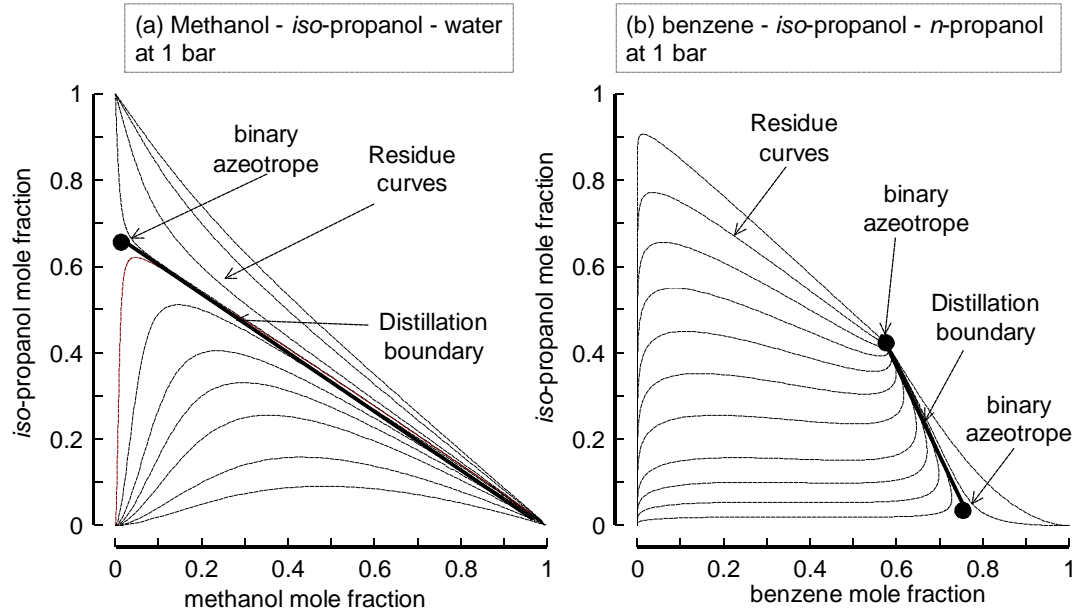 (a) Methanol - iso-propanol - water
at 1 bar
(b) benzene - iso-propanol - n-propanol
at 1 bar
iso-propanol mole fraction
1
0.8
0.6
0.4
0.2
0
0
0.2
0.4
0.6
0.8
1
methanol mole fraction
binary
azeotrope
Residue
curves
Distillation
boundary
iso-propanol mole fraction
1
0.8
0.6
0.4
0.2
0
0
0.2
0.4
0.6
0.8
1
benzene mole fraction
Residue
curves
binary
azeotrope
Distillation
boundary
binary
azeotrope